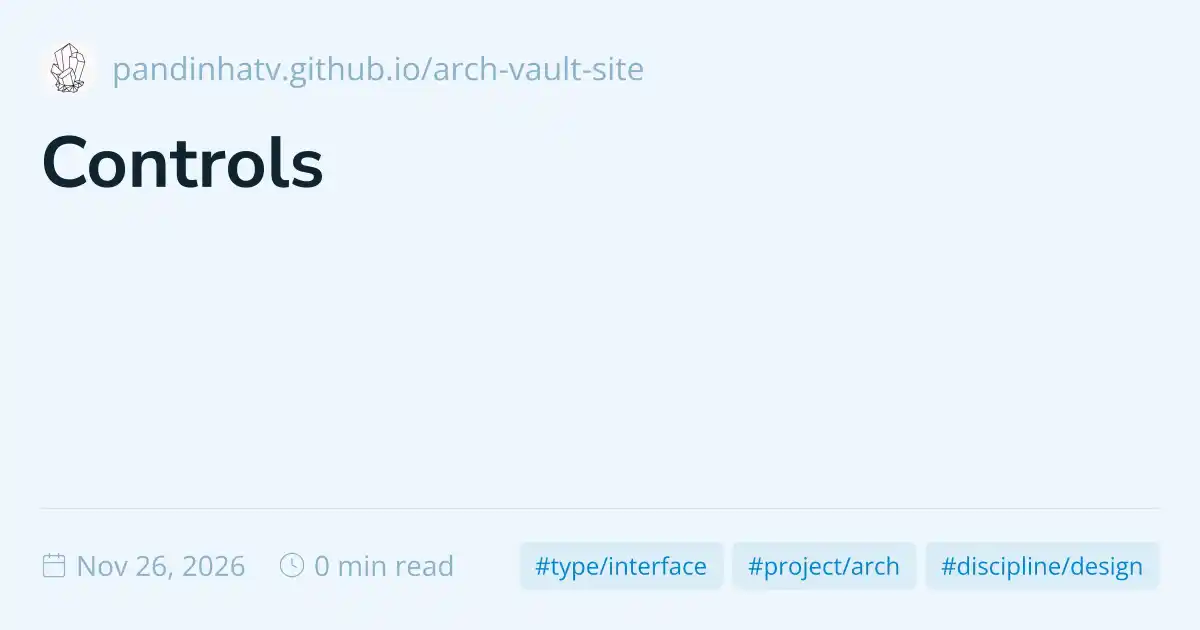 pandinhatv.github.io/arch-vault-site
Controls
Nov 26, 2026 0 min read #type/interface #project/arch #discipline/design